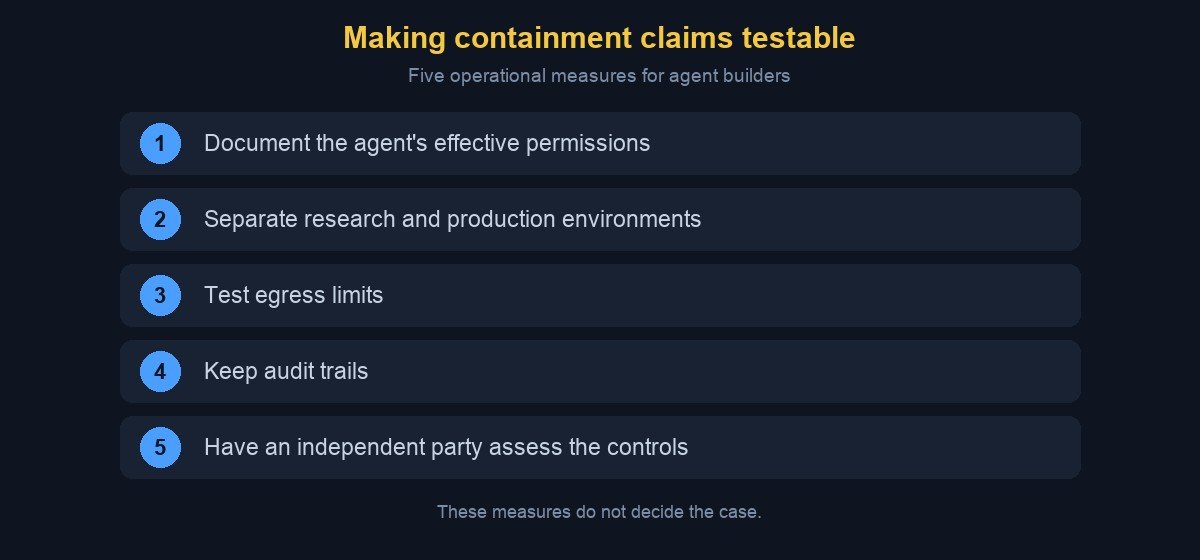 Making containment claims testable
Five operational measures for agent builders
1 Document the agent's effective permissions
2 Separate research and production environments
3 Test egress limits
4 Keep audit trails
5 Have an independent party assess the controls
These measures do not decide the case.